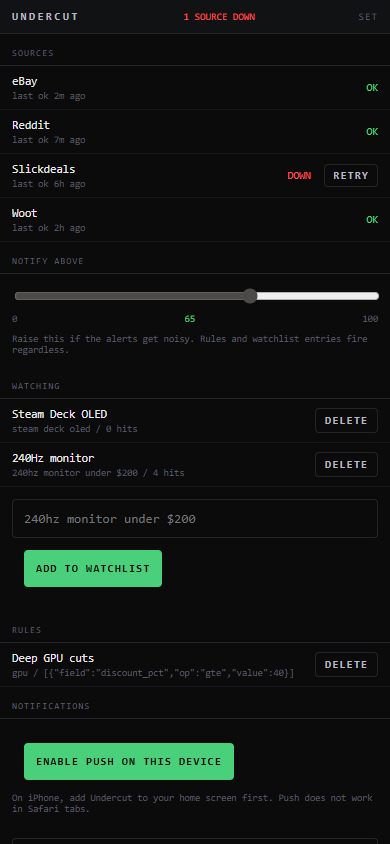 UNDERCUT
1 SOURCE DOWN
SET
SOURCES
eBay
last ok 2m ago
OK
Reddit
last ok 7m ago
OK
Slickdeals
last ok 6h ago
DOWN
RETRY
Woot
last ok 2h ago
OK
NOTIFY ABOVE
0
65
100
Raise this if the alerts get noisy. Rules and watchlist entries fire
regardless.
WATCHING
Steam Deck OLED
steam deck oled / 0 hits
DELETE
240Hz monitor
240hz monitor under $200 / 4 hits
DELETE
240hz monitor under $200
ADD TO WATCHLIST
RULES
Deep GPU cuts
gpu / [{"field":"discount_pct","op":"gte","value":40}]
DELETE
NOTIFICATIONS
ENABLE PUSH ON THIS DEVICE
On iPhone, add Undercut to your home screen first. Push does not work
in Safari tabs.